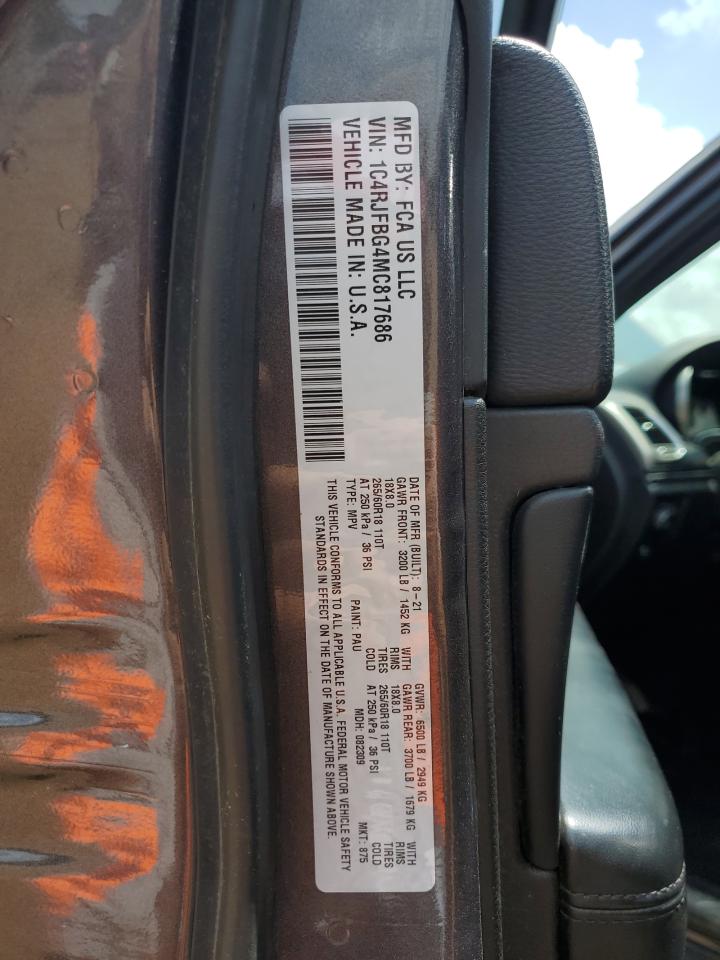 MFD BY: FCA US LLC
VIN: 1C4RJFBG4MC817686
VEHICLE MADE IN: U.S.A.
DATE OF MFR (BUILT): 8-21 GVWR: 6500 LB / 2949 KG
GAWR FRONT: 3200 LB / 1452 KG WITH GAWR REAR: 3700 LB / 1679 KG WITH
18X8.0 RIMS 18X8.0 RIMS
265/60R18 110T TIRES 265/60R18 110T TIRES
AT 250 kPa / 36 PSI COLD AT 250 kPa / 36 PSI COLD
TYPE: MPV PAINT: PAU MDH: 082309 MKT: 875
THIS VEHICLE CONFORMS TO ALL APPLICABLE U.S.A. FEDERAL MOTOR VEHICLE SAFETY
STANDARDS IN EFFECT ON THE DATE OF MANUFACTURE SHOWN ABOVE.